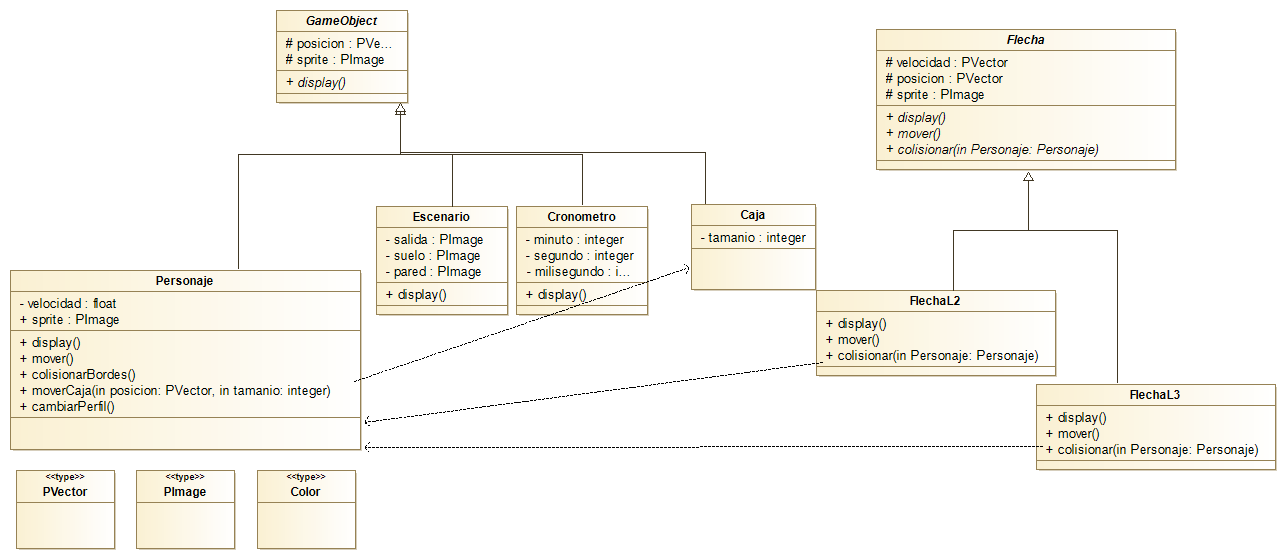 GameObject
# posicion : PVe...
# sprite : PImage
+ display()
Flecha
# velocidad : PVector
# posicion : PVector
# sprite : PImage
+ display()
+ mover()
+ colisionar(in Personaje: Personaje)
Escenario
- salida : PImage
- suelo : PImage
- pared : PImage
+ display()
Cronometro
- minuto : integer
- segundo : integer
- milisegundo : i...
+ display()
Caja
- tamanio : integer
Personaje
- velocidad : float
+ sprite : PImage
+ display()
+ mover()
+ colisionarBordes()
+ moverCaja(in posicion: PVector, in tamanio: integer)
+ cambiarPerfil()
FlechaL2
+ display()
+ mover()
+ colisionar(in Personaje: Personaje)
FlechaL3
+ display()
+ mover()
+ colisionar(in Personaje: Personaje)
<<type>>
PVector
<<type>>
PImage
<<type>>
Color